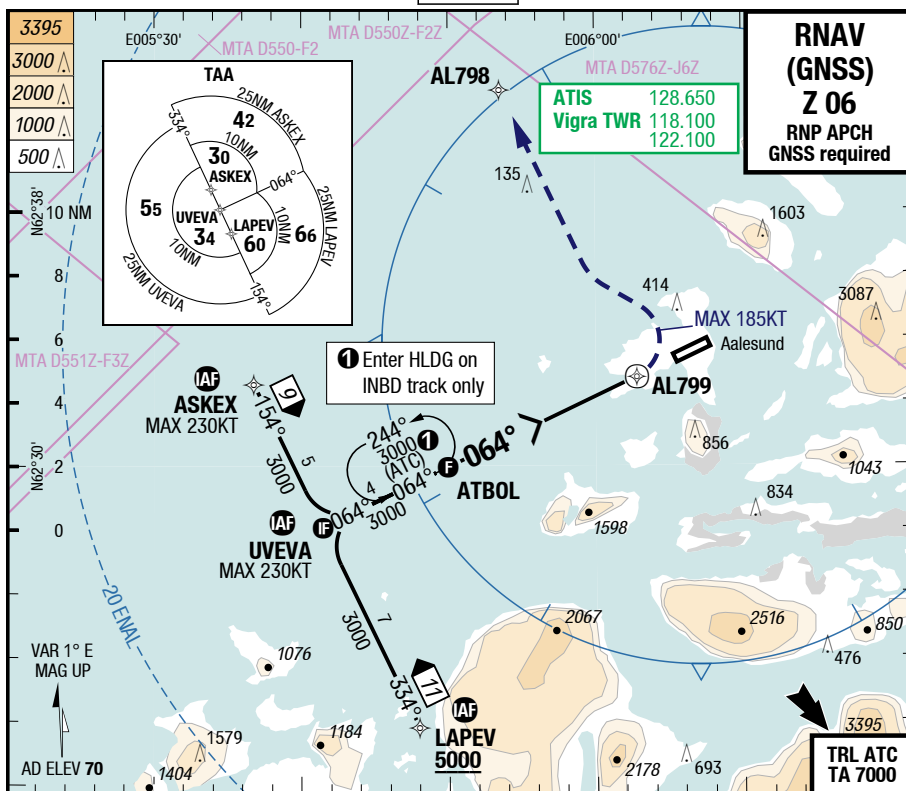 3395
3000
2000
1000
500
E005°30'
MTA D550-F2
MTA D550Z-F2Z
E006°00'
MTA D576Z-J6Z
RNAV
(GNSS)
Z 06
RNP APCH
GNSS required
AL798
ATIS 128.650
Vigra TWR 118.100
122.100
TAA
25NM ASKEX
42
334°
10NM
30
ASKEX
064°
55
UVEVA
34
LAPEV
60
10NM
66
25NM LAPEV
10NM
25NM UVEVA
154°
N62°38'
10 NM
8
6
4
2
0
N62°30'
135
1603
414
3087
MAX 185KT
Aalesund
MTA D551Z-F3Z
1 Enter HLDG on
INBD track only
AL799
IAF
ASKEX
MAX 230KT
9
154°
5
3000
244°
3000 1
(ATC)
064°
4
064°
3000
F
064°
ATBOL
856
1043
834
1598
IAF
UVEVA
MAX 230KT
IF
7
3000
20 ENAL
2067
2516
850
476
1076
VAR 1° E
MAG UP
11
334°
IAF
LAPEV
5000
3395
1579
1184
1404
2178
693
AD ELEV 70
TRL ATC
TA 7000